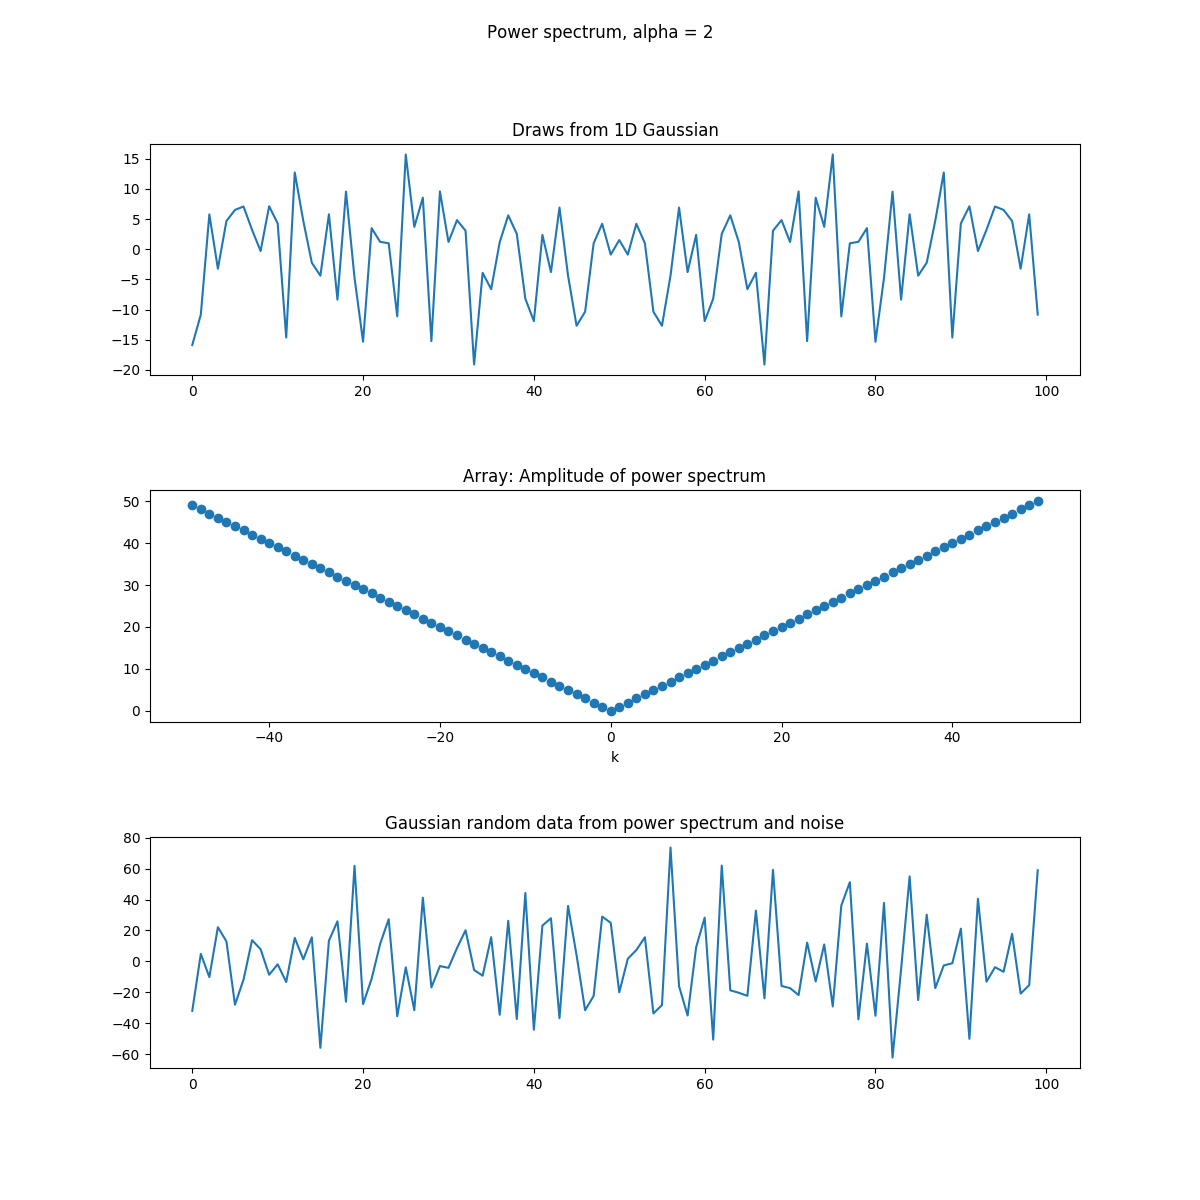 Power spectrum, alpha = 2
Draws from 1D Gaussian
15
10
5
0
−5
−10
−15
−20
0 20 40 60 80 100
Array: Amplitude of power spectrum
50
40
30
20
10
0
−40 −20 0 20 40
k
Gaussian random data from power spectrum and noise
80
60
40
20
0
−20
−40
−60
0 20 40 60 80 100